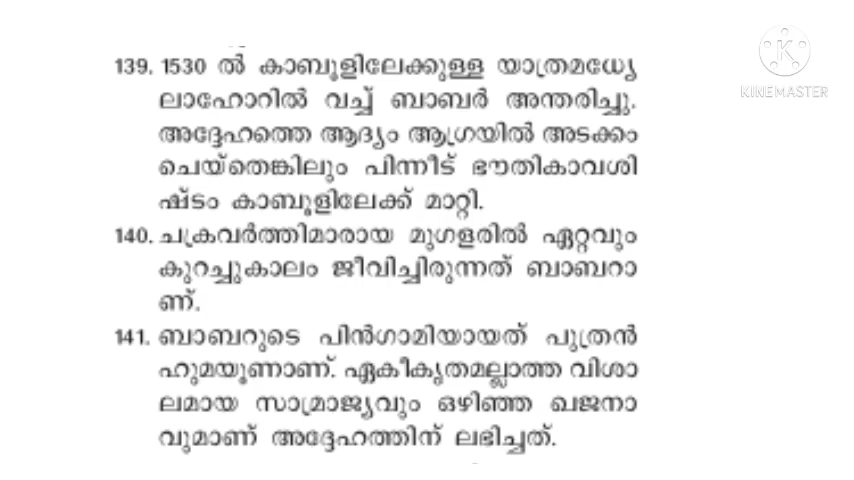 139. 1530 ൽ കാബൂളിലേക്കുള്ള യാത്രമധ്യേ
ലാഹോറിൽ വച്ച് ബാബർ അന്തരിച്ചു.
അദ്ദേഹത്തെ ആദ്യം ആഗ്രയിൽ അടക്കം
ചെയ്തെങ്കിലും പിന്നീട് ഭൗതികാവശി
ഷ്ടം കാബൂളിലേക്ക് മാറ്റി.
140. ചക്രവർത്തിമാരായ മുഗളരിൽ ഏറ്റവും
കുറച്ചുകാലം ജീവിച്ചിരുന്നത് ബാബറാ
ണ്.
141. ബാബറുടെ പിൻഗാമിയായത് പുത്രൻ
ഹുമയൂണാണ്. ഏകീകൃതമല്ലാത്ത വിശാ
ലമായ സാമ്രാജ്യവും ഒഴിഞ്ഞ ഖജനാ
വുമാണ് അദ്ദേഹത്തിന് ലഭിച്ചത്.
KINEMASTER